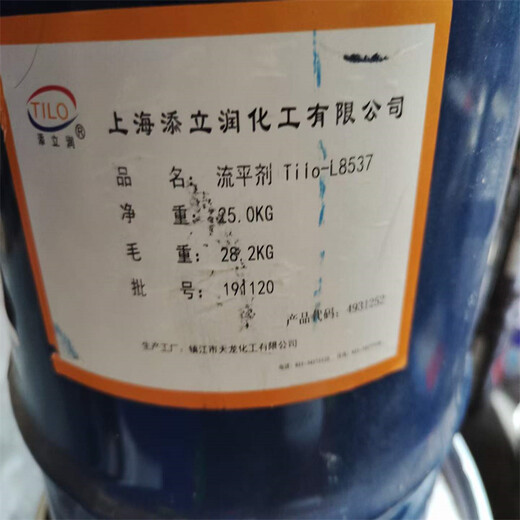 TILO
添立润®
上海添立润化工有限公司
品 名: 流平剂 Tilo-L8537
净 重: 25.0KG
毛 重: 28.2KG
批 号: 191120
产品代码: 4931252
生产工厂: 镇江市天龙化工有限公司